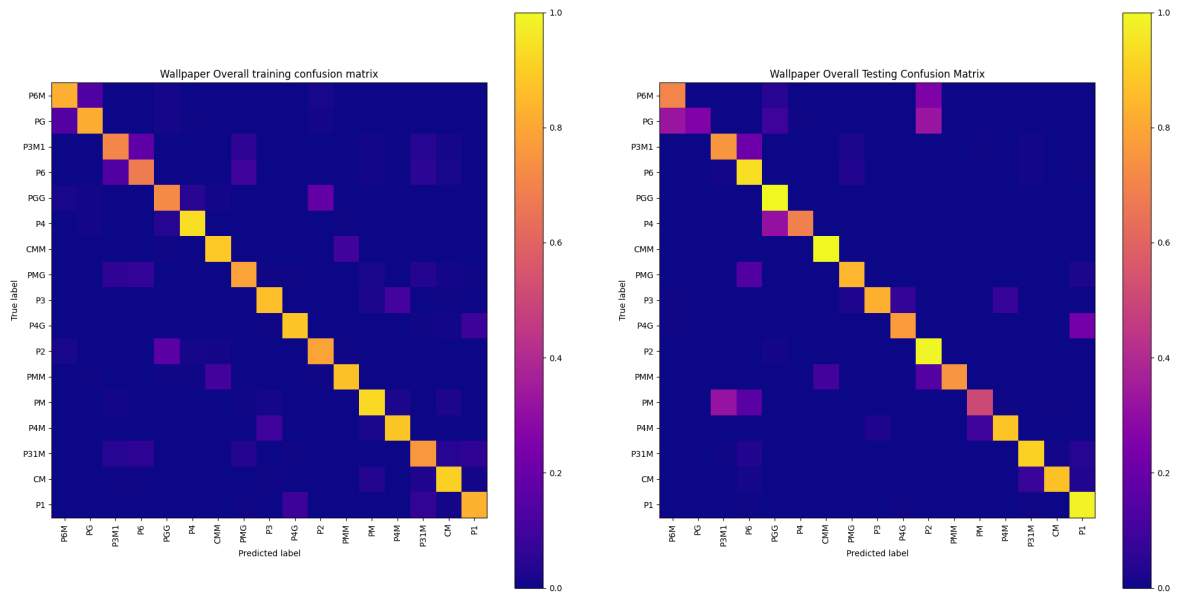 Wallpaper Overall training confusion matrix
True label
P6M
PG
P3M1
P6
PGG
P4
CMM
PMG
P3
P4G
P2
PMM
PM
P4M
P31M
CM
P1
P6M PG P3M1 P6 PGG P4 CMM PMG P3 P4G P2 PMM PM P4M P31M CM P1
Predicted label
1.0
0.8
0.6
0.4
0.2
0.0
Wallpaper Overall Testing Confusion Matrix
True label
P6M
PG
P3M1
P6
PGG
P4
CMM
PMG
P3
P4G
P2
PMM
PM
P4M
P31M
CM
P1
P6M PG P3M1 P6 PGG P4 CMM PMG P3 P4G P2 PMM PM P4M P31M CM P1
Predicted label
1.0
0.8
0.6
0.4
0.2
0.0